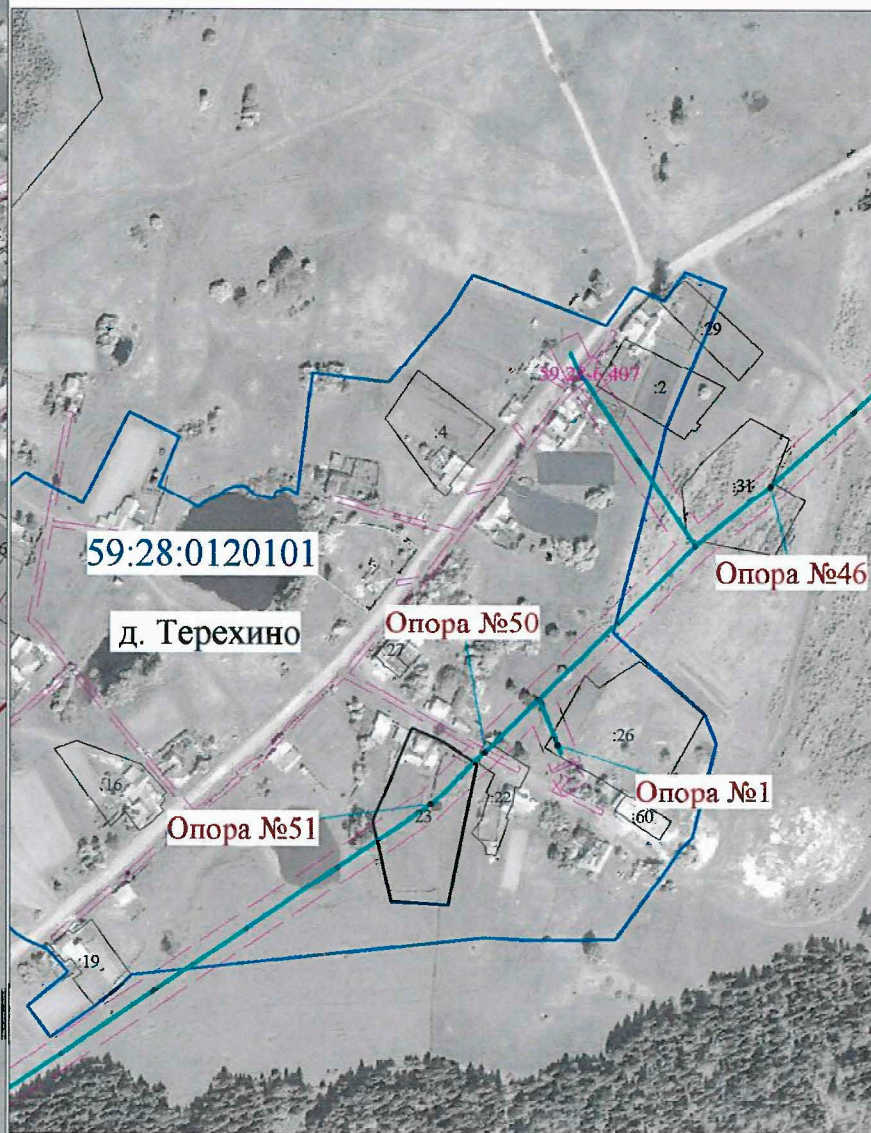 :29
:2
:4
:31
Опора №46
59:28:0120101
д. Терехино
Опора №50
27
:26
:16
Опора №1
Опора №51
23
:22
:60
:19